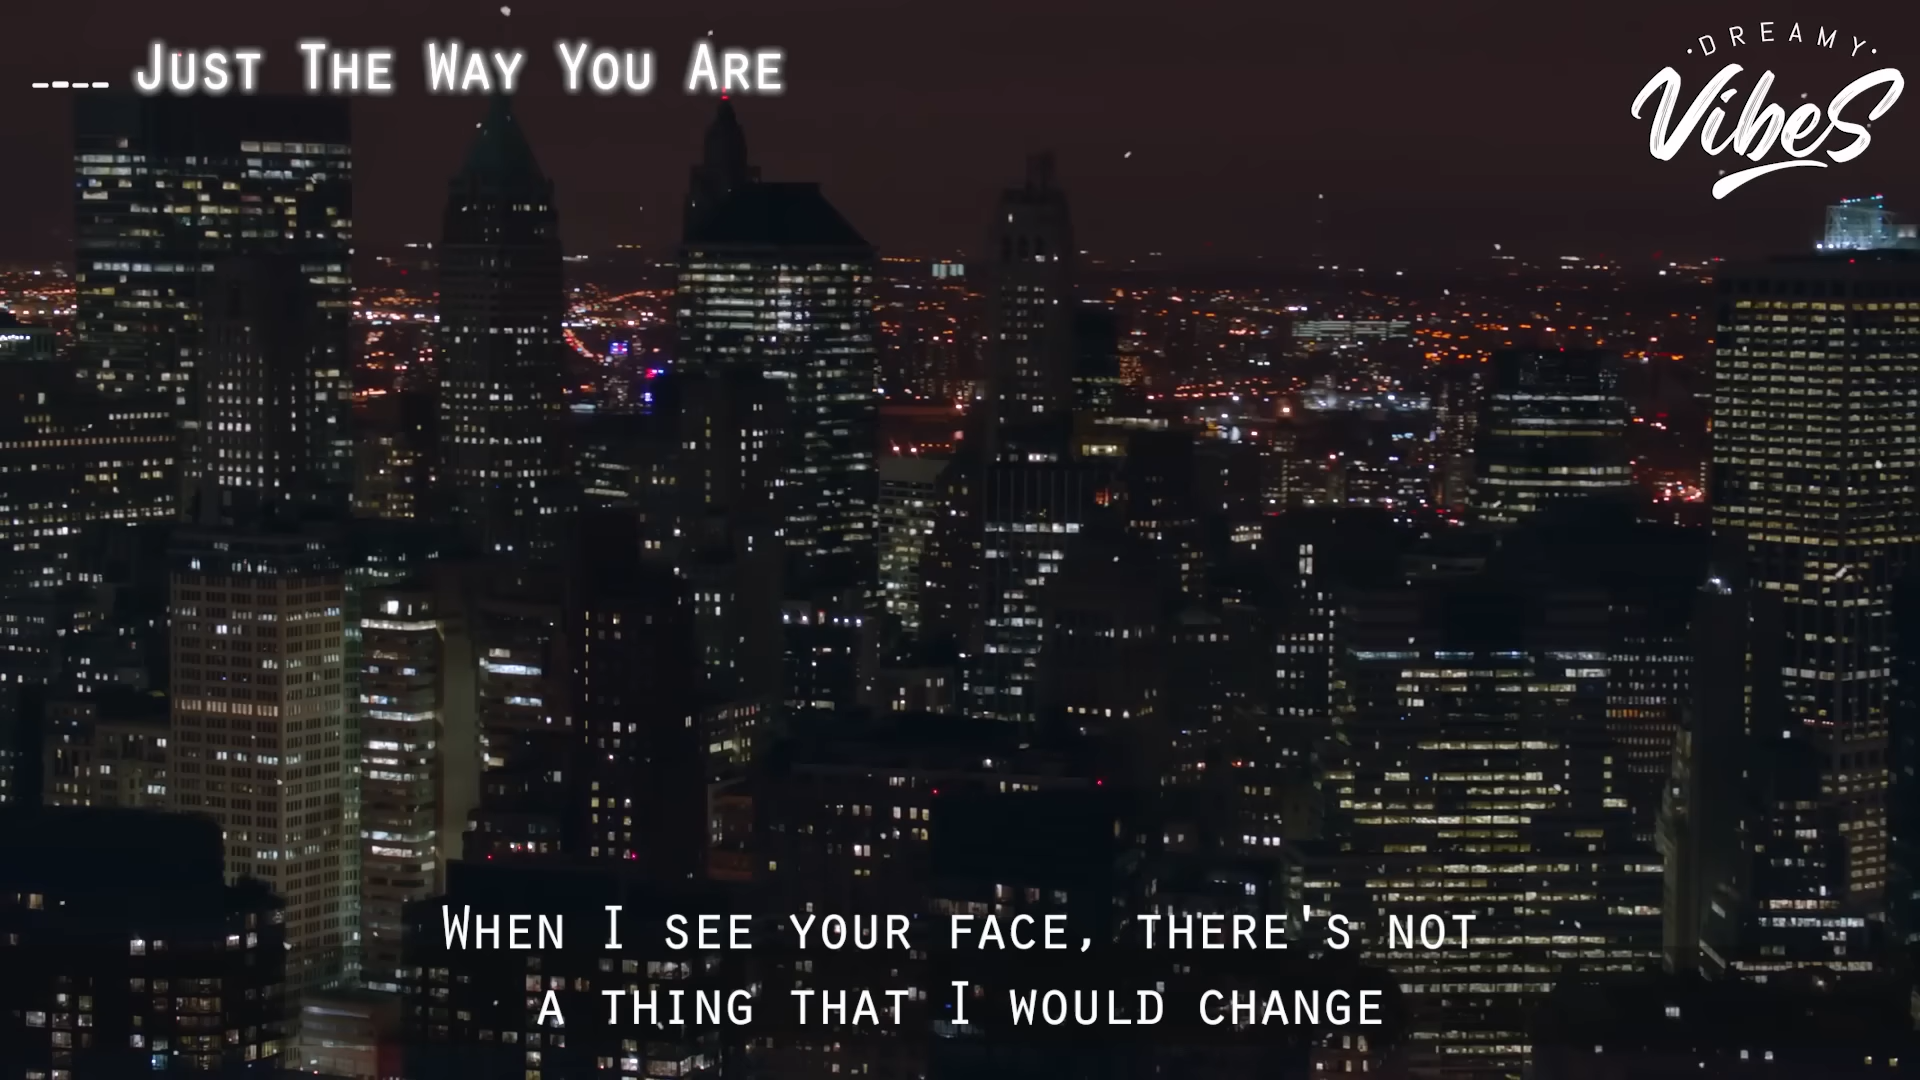 ---- Just The Way You Are
·DREAMY·
Vibes
When I see your face, there's not
a thing that I would change